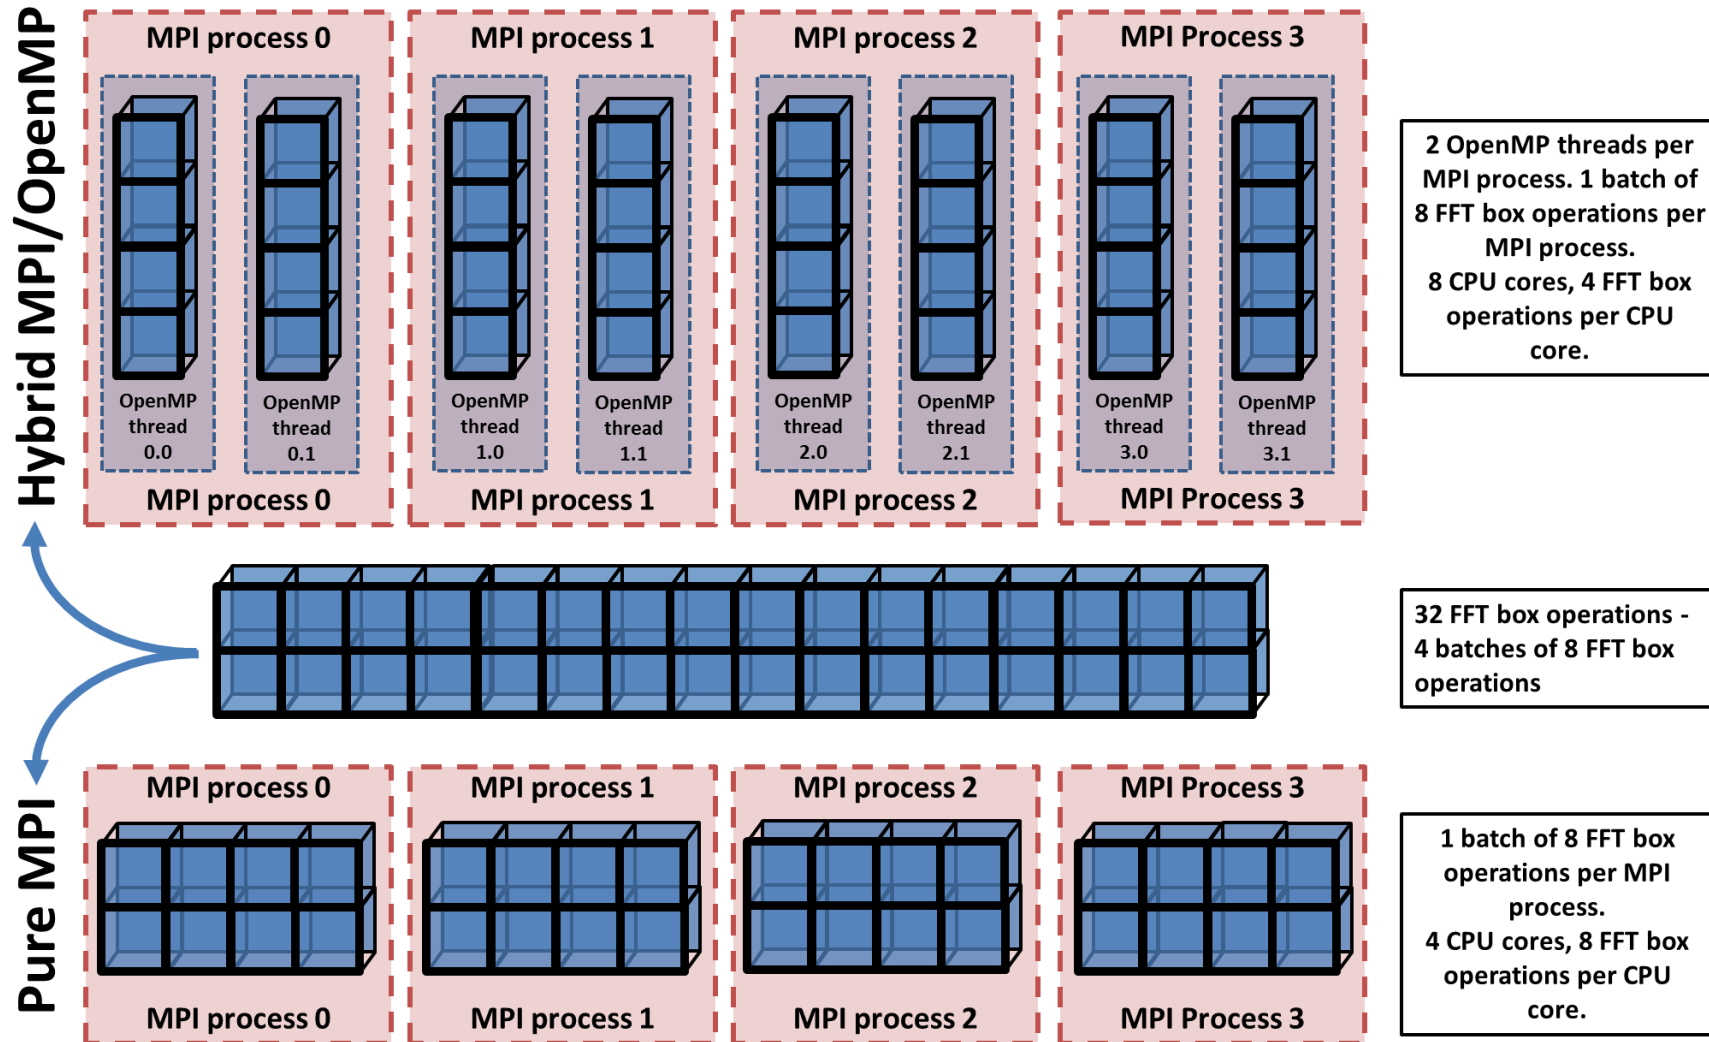 Hybrid MPI/OpenMP
MPI process 0
MPI process 1
MPI process 2
MPI Process 3
OpenMP
thread
0.0
OpenMP
thread
0.1
OpenMP
thread
1.0
OpenMP
thread
1.1
OpenMP
thread
2.0
OpenMP
thread
2.1
OpenMP
thread
3.0
OpenMP
thread
3.1
MPI process 0
MPI process 1
MPI process 2
MPI Process 3
2 OpenMP threads per
MPI process. 1 batch of
8 FFT box operations per
MPI process.
8 CPU cores, 4 FFT box
operations per CPU
core.
32 FFT box operations -
4 batches of 8 FFT box
operations
Pure MPI
MPI process 0
MPI process 1
MPI process 2
MPI Process 3
MPI process 0
MPI process 1
MPI process 2
MPI Process 3
1 batch of 8 FFT box
operations per MPI
process.
4 CPU cores, 8 FFT box
operations per CPU
core.